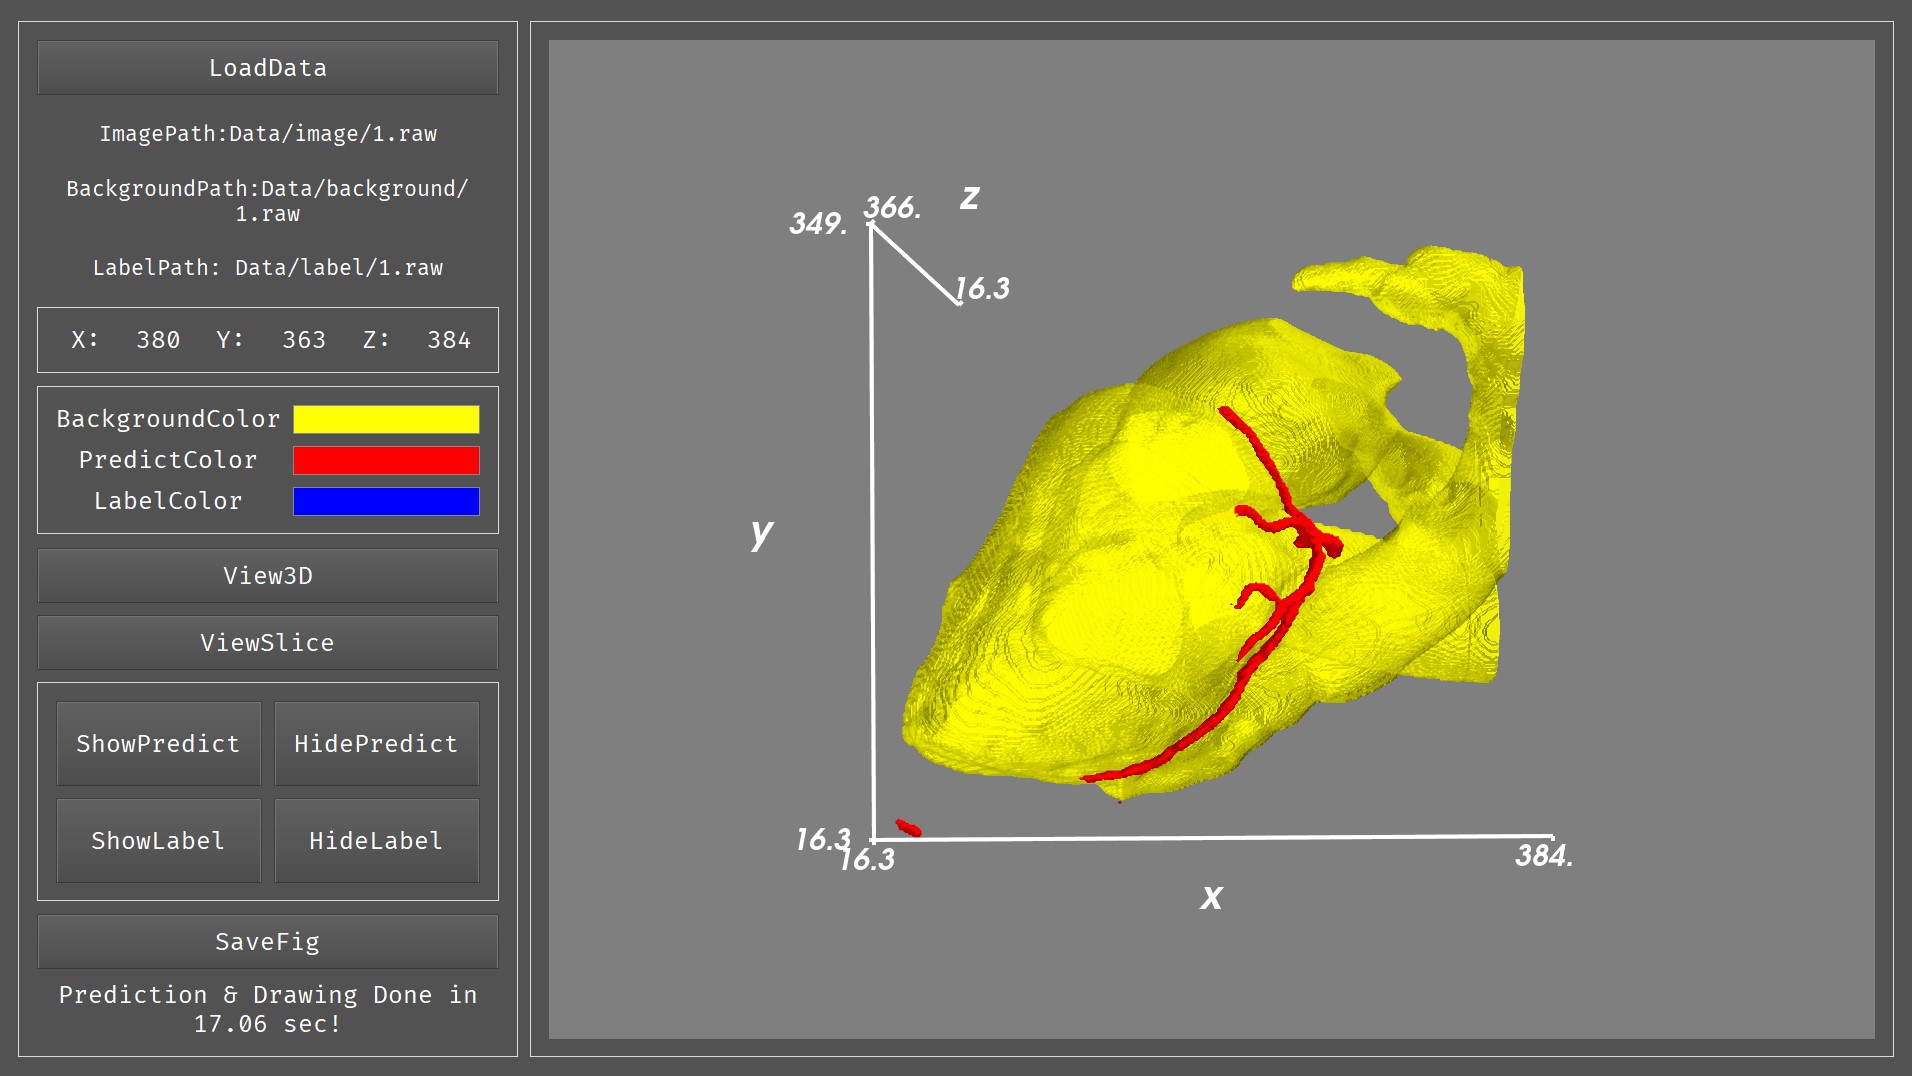 LoadData
ImagePath:Data/image/1.raw
BackgroundPath:Data/background/
1.raw
LabelPath: Data/label/1.raw
X: 380 Y: 363 Z: 384
BackgroundColor
PredictColor
LabelColor
View3D
ViewSlice
ShowPredict HidePredict
ShowLabel HideLabel
SaveFig
Prediction & Drawing Done in
17.06 sec!
z
366.
349.
16.3
y
16.3
16.3
384.
x